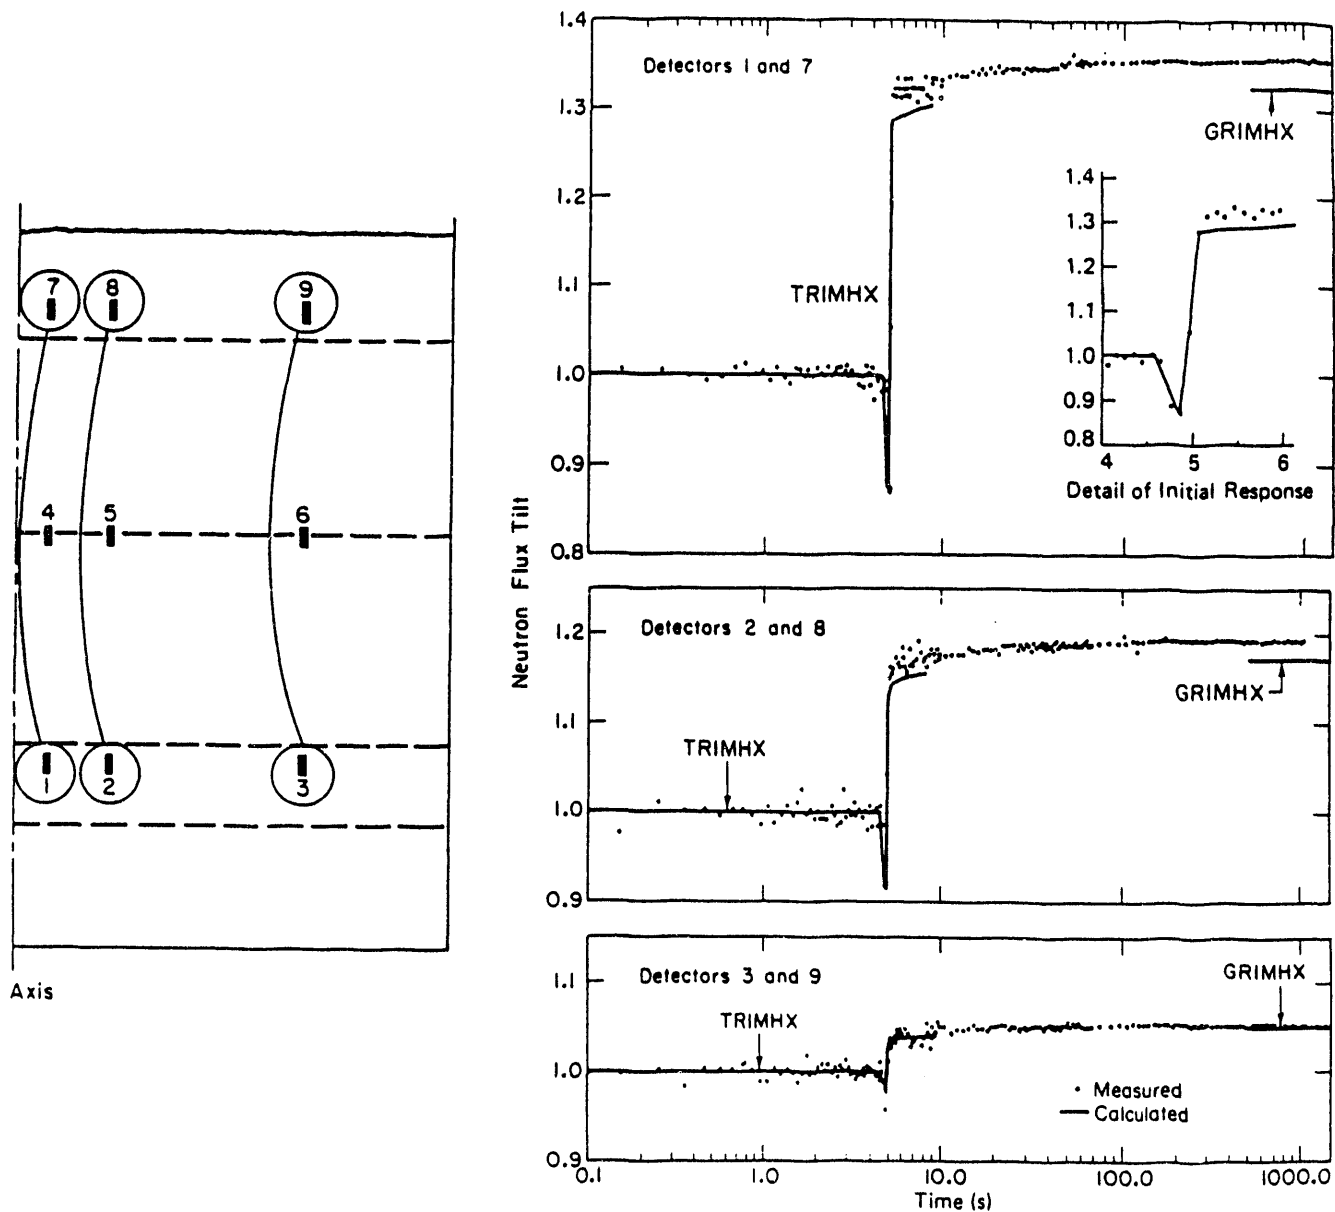 7 8 9
4 5 6
1 2 3
Axis
Neutron Flux Tilt
1.4
1.3
1.2
1.1
1.0
0.9
0.8
Detectors 1 and 7
TRIMHX
GRIMHX
1.4
1.3
1.2
1.1
1.0
0.9
0.8
4 5 6
Detail of Initial Response
1.2
1.1
1.0
0.9
Detectors 2 and 8
TRIMHX
GRIMHX
1.1
1.0
0.9
Detectors 3 and 9
TRIMHX
GRIMHX
Measured
Calculated
0.1 1.0 10.0 100.0 1000.0
Time (s)